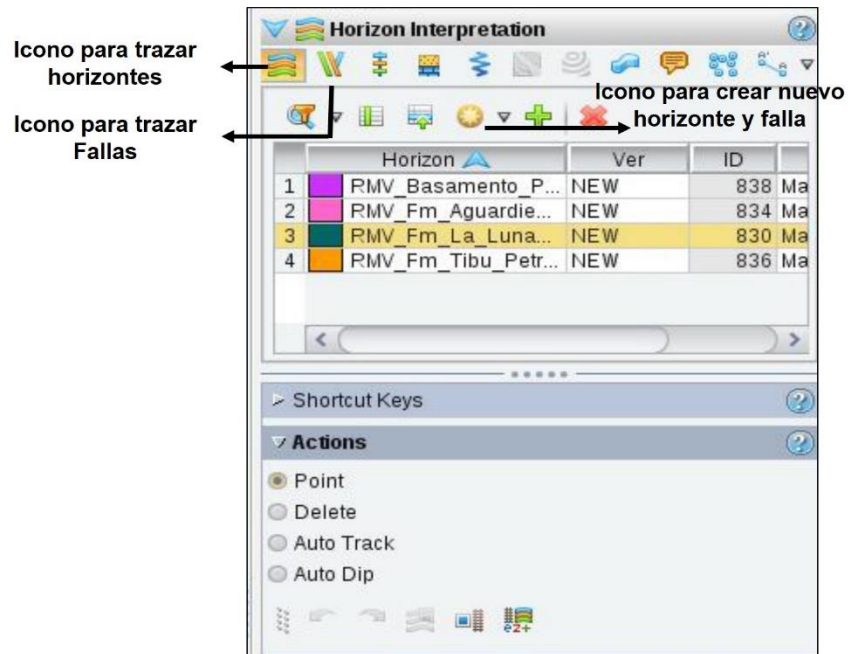 Horizon Interpretation
Icono para trazar
horizontes
Icono para trazar
Fallas
Icono para crear nuevo
horizonte y falla
Horizon Ver ID
1 RMV_Basamento_P... NEW 838 Ma
2 RMV_Fm_Aguardie... NEW 834 Ma
3 RMV_Fm_La_Luna... NEW 830 Ma
4 RMV_Fm_Tibu_Petr... NEW 836 Ma
Shortcut Keys
Actions
Point
Delete
Auto Track
Auto Dip
e2+